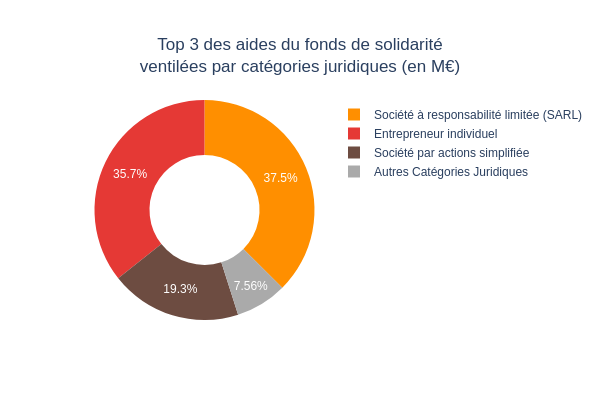 Top 3 des aides du fonds de solidarité
ventilées par catégories juridiques (en M€)
Société à responsabilité limitée (SARL)
Entrepreneur individuel
Société par actions simplifiée
Autres Catégories Juridiques
35.7%
37.5%
19.3%
7.56%